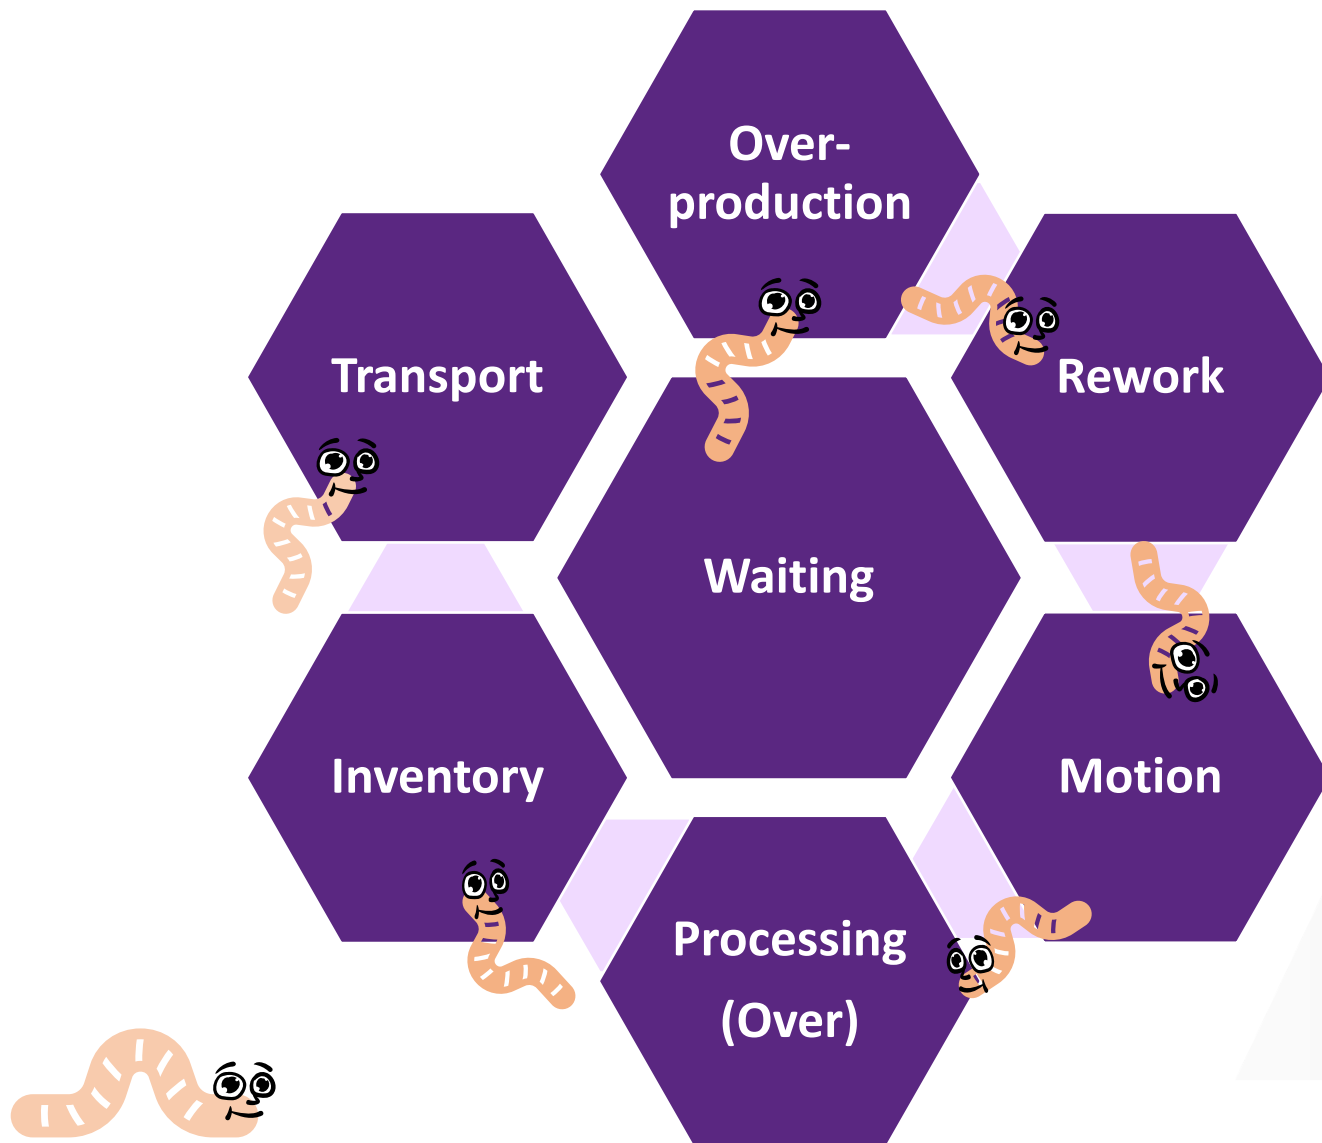 Over-
production
Transport
Rework
Waiting
Inventory
Motion
Processing
(Over)